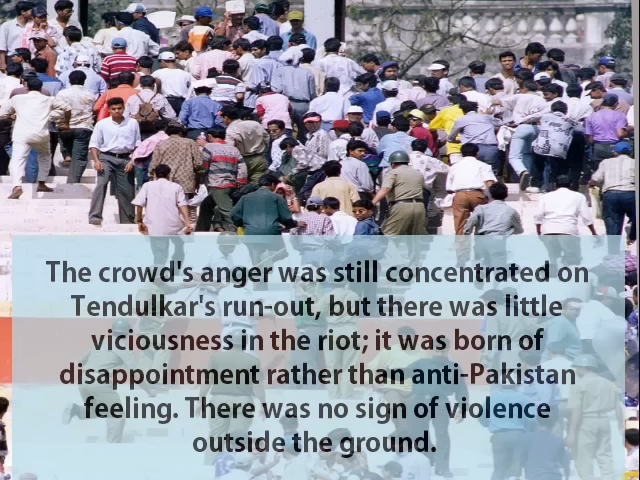 The crowd's anger was still concentrated on
Tendulkar's run-out, but there was little
viciousness in the riot; it was born of
disappointment rather than anti-Pakistan
feeling. There was no sign of violence
outside the ground.